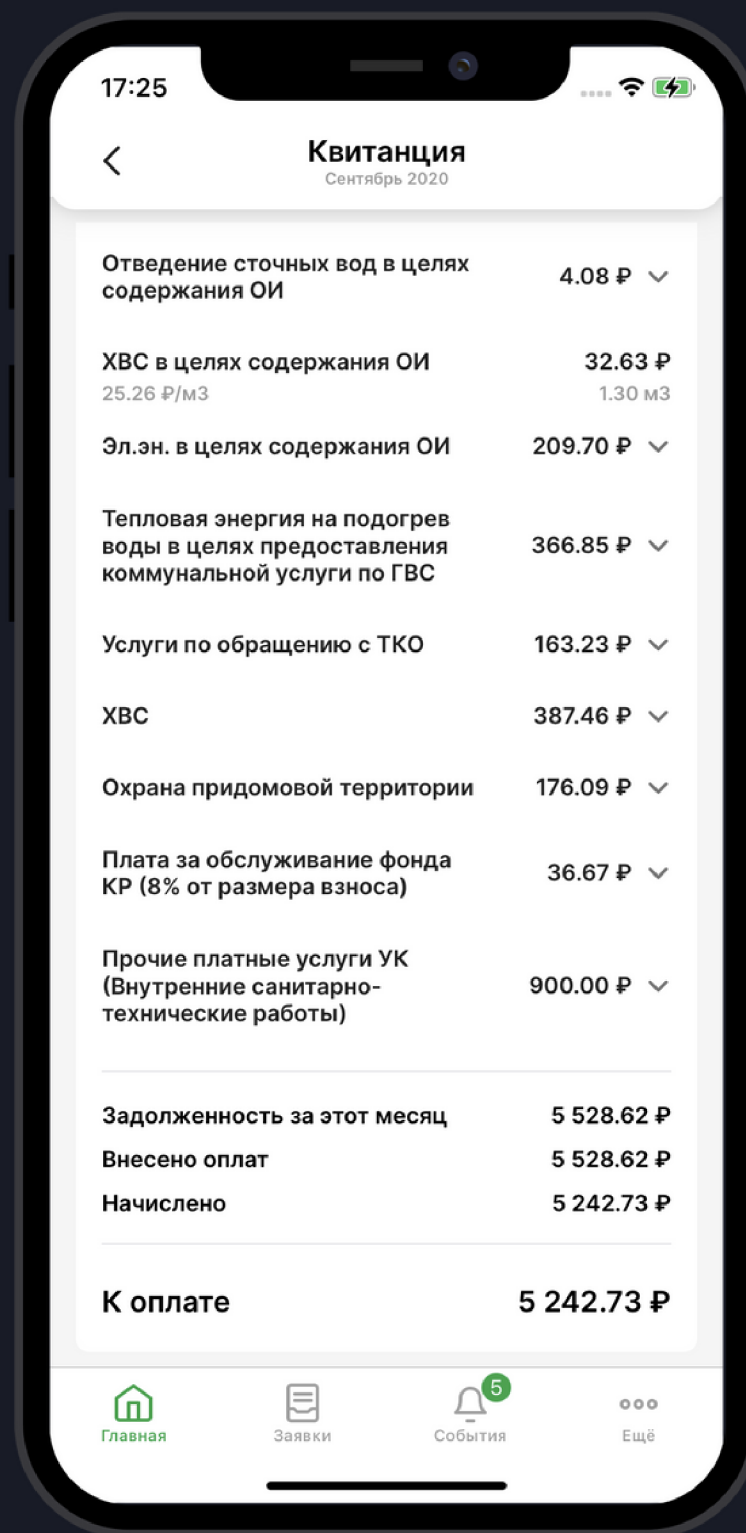 17:25
Квитанция
Сентябрь 2020
Отведение сточных вод в целях
содержания ОИ
4.08 ₽
ХВС в целях содержания ОИ
32.63 ₽
25.26 ₽/м3
1.30 м3
Эл.эн. в целях содержания ОИ
209.70 ₽
Тепловая энергия на подогрев
воды в целях предоставления
коммунальной услуги по ГВС
366.85 ₽
Услуги по обращению с ТКО
163.23 ₽
ХВС
387.46 ₽
Охрана придомовой территории
176.09 ₽
Плата за обслуживание фонда
КР (8% от размера взноса)
36.67 ₽
Прочие платные услуги УК
(Внутренние санитарно-
технические работы)
900.00 ₽
Задолженность за этот месяц
5 528.62 ₽
Внесено оплат
5 528.62 ₽
Начислено
5 242.73 ₽
К оплате
5 242.73 ₽
5
Главная
Заявки
События
Ещё